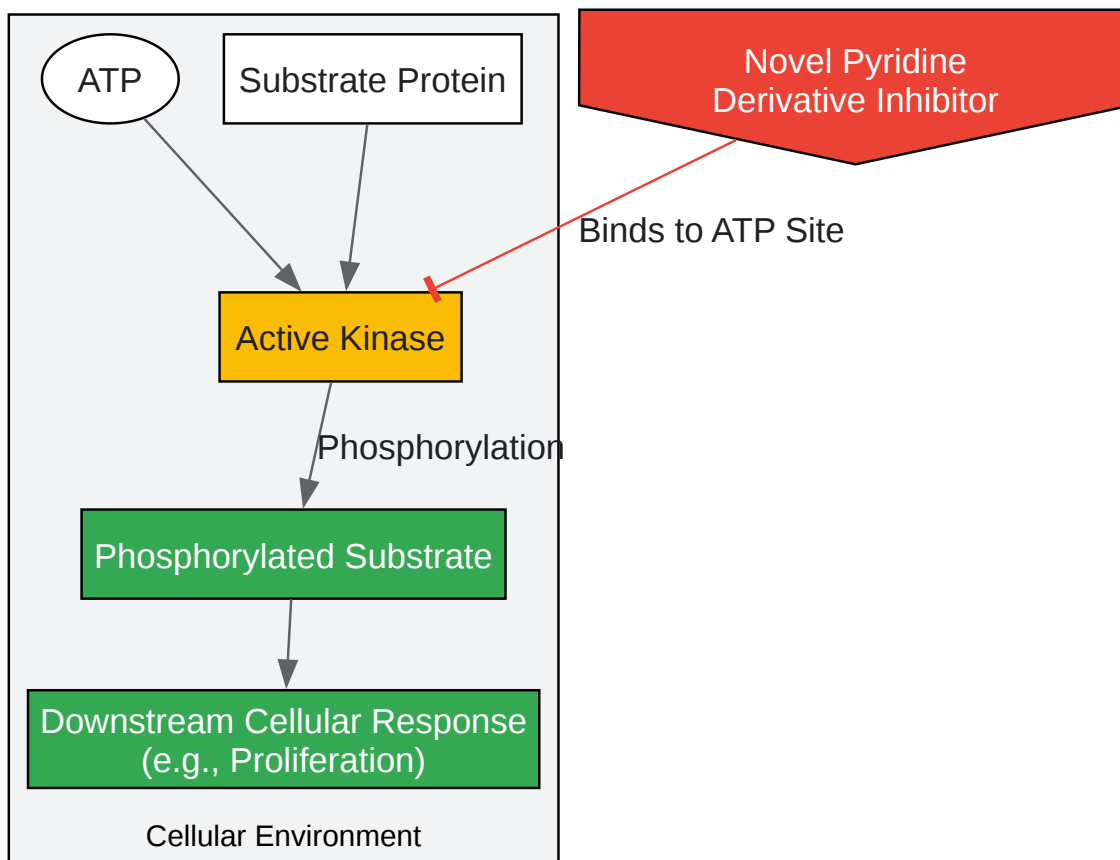 ATP
Substrate Protein
Novel Pyridine
Derivative Inhibitor
Binds to ATP Site
Active Kinase
Phosphorylation
Phosphorylated Substrate
Downstream Cellular Response
(e.g., Proliferation)
Cellular Environment